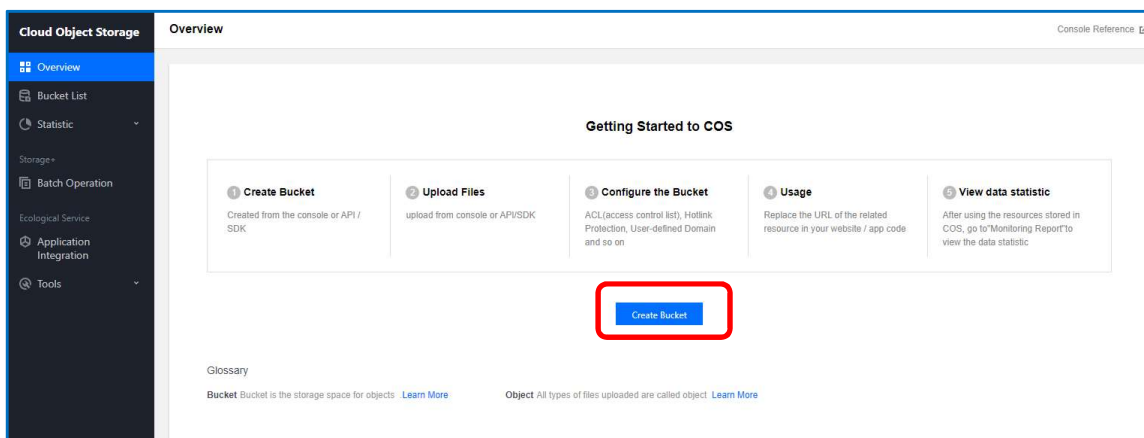 Cloud Object Storage
Overview
Bucket List
Statistic
Storage+
Batch Operation
Ecological Service
Application
Integration
Tools
Overview
Console Reference
Getting Started to COS
1 Create Bucket
Created from the console or API /
SDK
2 Upload Files
upload from console or API/SDK
3 Configure the Bucket
ACL(access control list), Hotlink
Protection, User-defined Domain
and so on
4 Usage
Replace the URL of the related
resource in your website / app code
5 View data statistic
After using the resources stored in
COS, go to"Monitoring Report"to
view the data statistic
Create Bucket
Glossary
Bucket Bucket is the storage space for objects Learn More
Object All types of files uploaded are called object Learn More